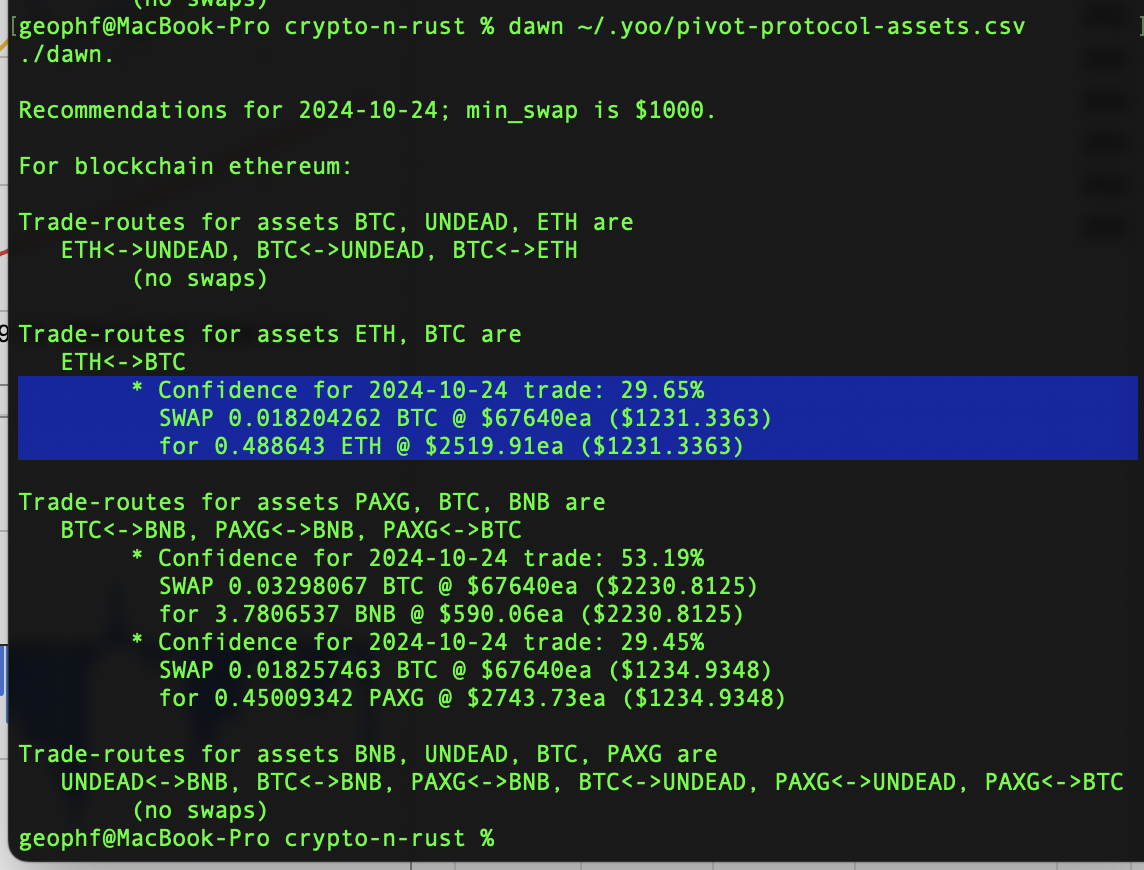 (no swaps)
[geophf@MacBook-Pro crypto-n-rust % dawn ~/.yoo/pivot-protocol-assets.csv ]
./dawn.
Recommendations for 2024-10-24; min_swap is $1000.
For blockchain ethereum:
Trade-routes for assets BTC, UNDEAD, ETH are
ETH<->UNDEAD, BTC<->UNDEAD, BTC<->ETH
(no swaps)
9
Trade-routes for assets ETH, BTC are
ETH<->BTC
* Confidence for 2024-10-24 trade: 29.65%
SWAP 0.018204262 BTC @ $67640ea ($1231.3363)
for 0.488643 ETH @ $2519.91ea ($1231.3363)
Trade-routes for assets PAXG, BTC, BNB are
BTC<->BNB, PAXG<->BNB, PAXG<->BTC
* Confidence for 2024-10-24 trade: 53.19%
SWAP 0.03298067 BTC @ $67640ea ($2230.8125)
for 3.7806537 BNB @ $590.06ea ($2230.8125)
* Confidence for 2024-10-24 trade: 29.45%
SWAP 0.018257463 BTC @ $67640ea ($1234.9348)
for 0.45009342 PAXG @ $2743.73ea ($1234.9348)
Trade-routes for assets BNB, UNDEAD, BTC, PAXG are
UNDEAD<->BNB, BTC<->BNB, PAXG<->BNB, BTC<->UNDEAD, PAXG<->UNDEAD, PAXG<->BTC
(no swaps)
geophf@MacBook-Pro crypto-n-rust %